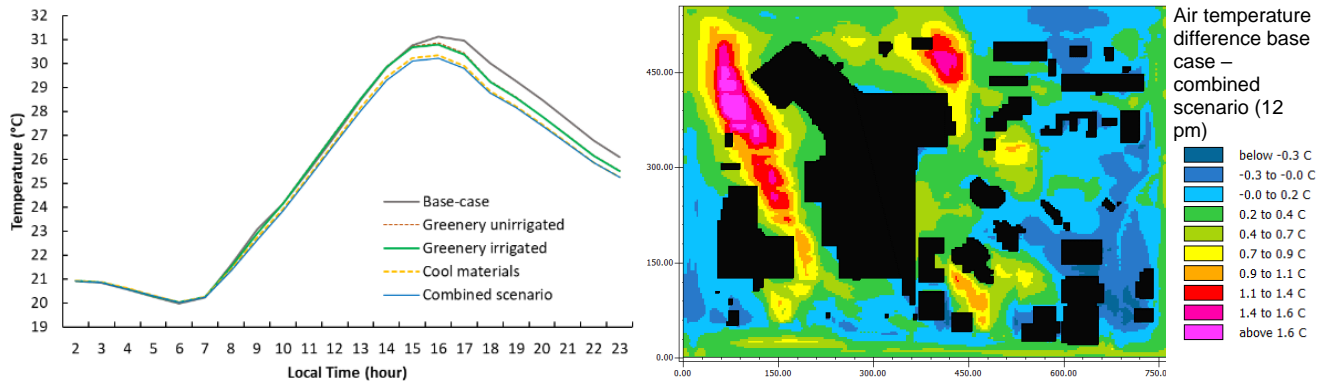 32
31
30
29
28
27
26
25
24
23
22
21
20
19
Temperature (°C)
Base-case
Greenery unirrigated
Greenery irrigated
Cool materials
Combined scenario
2 3 4 5 6 7 8 9 10 11 12 13 14 15 16 17 18 19 20 21 22 23
Local Time (hour)
450.00
300.00
150.00
0.00
0.00 150.00 300.00 450.00 600.00 750.0
Air temperature
difference base
case –
combined
scenario (12
pm)
below -0.3 C
-0.3 to -0.0 C
-0.0 to 0.2 C
0.2 to 0.4 C
0.4 to 0.7 C
0.7 to 0.9 C
0.9 to 1.1 C
1.1 to 1.4 C
1.4 to 1.6 C
above 1.6 C